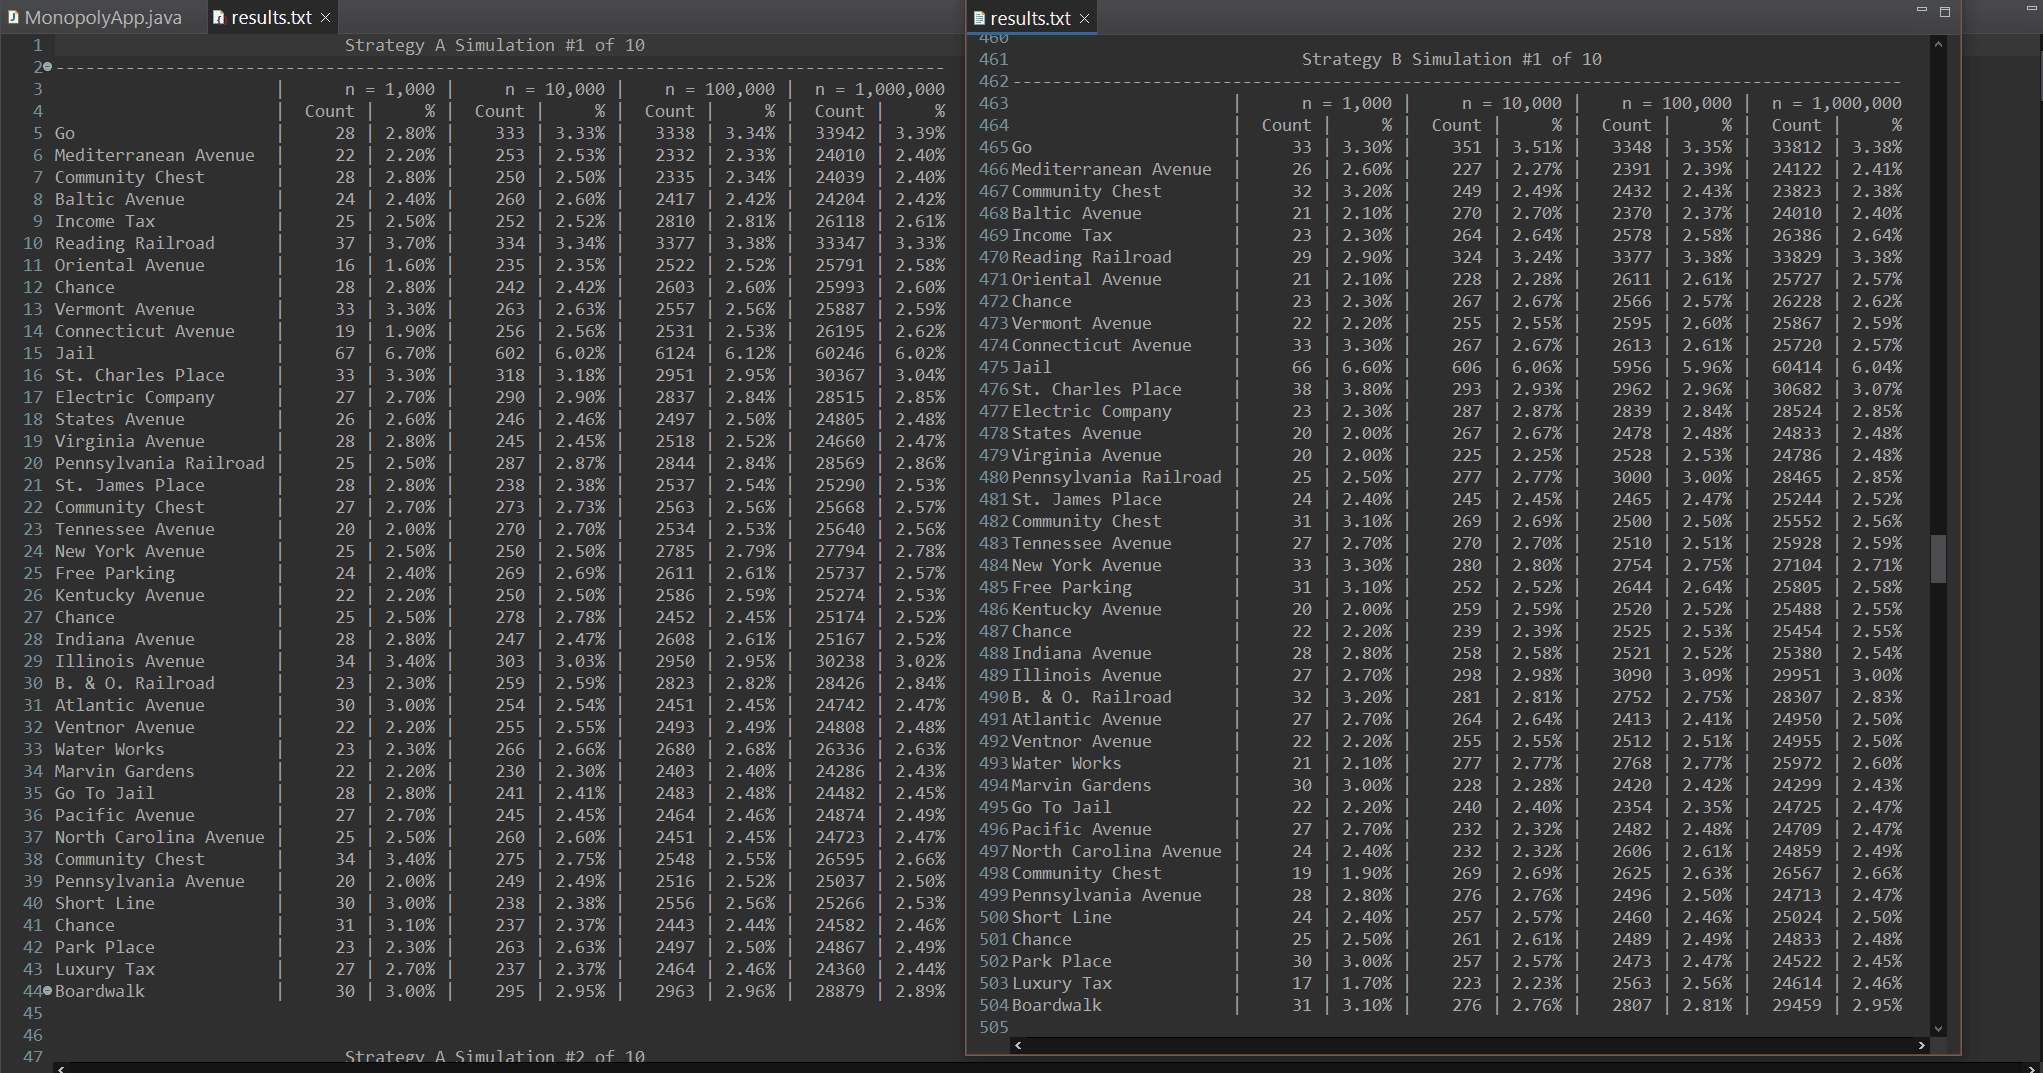 MonopolyApp.java results.txt
1 Strategy A Simulation #1 of 10
2 ----------------------------------------------------------------------------------------
3 | n = 1,000 | n = 10,000 | n = 100,000 | n = 1,000,000
4 | Count | % | Count | % | Count | % | Count | %
5 Go | 28 | 2.80% | 333 | 3.33% | 3338 | 3.34% | 33942 | 3.39%
6 Mediterranean Avenue | 22 | 2.20% | 253 | 2.53% | 2332 | 2.33% | 24010 | 2.40%
7 Community Chest | 28 | 2.80% | 250 | 2.50% | 2335 | 2.34% | 24039 | 2.40%
8 Baltic Avenue | 24 | 2.40% | 260 | 2.60% | 2417 | 2.42% | 24204 | 2.42%
9 Income Tax | 25 | 2.50% | 252 | 2.52% | 2810 | 2.81% | 26118 | 2.61%
10 Reading Railroad | 37 | 3.70% | 334 | 3.34% | 3377 | 3.38% | 33347 | 3.33%
11 Oriental Avenue | 16 | 1.60% | 235 | 2.35% | 2522 | 2.52% | 25791 | 2.58%
12 Chance | 28 | 2.80% | 242 | 2.42% | 2603 | 2.60% | 25993 | 2.60%
13 Vermont Avenue | 33 | 3.30% | 263 | 2.63% | 2557 | 2.56% | 25887 | 2.59%
14 Connecticut Avenue | 19 | 1.90% | 256 | 2.56% | 2531 | 2.53% | 26195 | 2.62%
15 Jail | 67 | 6.70% | 602 | 6.02% | 6124 | 6.12% | 60246 | 6.02%
16 St. Charles Place | 33 | 3.30% | 318 | 3.18% | 2951 | 2.95% | 30367 | 3.04%
17 Electric Company | 27 | 2.70% | 290 | 2.90% | 2837 | 2.84% | 28515 | 2.85%
18 States Avenue | 26 | 2.60% | 246 | 2.46% | 2497 | 2.50% | 24805 | 2.48%
19 Virginia Avenue | 28 | 2.80% | 245 | 2.45% | 2518 | 2.52% | 24660 | 2.47%
20 Pennsylvania Railroad | 25 | 2.50% | 287 | 2.87% | 2844 | 2.84% | 28569 | 2.86%
21 St. James Place | 28 | 2.80% | 238 | 2.38% | 2537 | 2.54% | 25290 | 2.53%
22 Community Chest | 27 | 2.70% | 273 | 2.73% | 2563 | 2.56% | 25668 | 2.57%
23 Tennessee Avenue | 20 | 2.00% | 270 | 2.70% | 2534 | 2.53% | 25640 | 2.56%
24 New York Avenue | 25 | 2.50% | 250 | 2.50% | 2785 | 2.79% | 27794 | 2.78%
25 Free Parking | 24 | 2.40% | 269 | 2.69% | 2611 | 2.61% | 25737 | 2.57%
26 Kentucky Avenue | 22 | 2.20% | 250 | 2.50% | 2586 | 2.59% | 25274 | 2.53%
27 Chance | 25 | 2.50% | 278 | 2.78% | 2452 | 2.45% | 25174 | 2.52%
28 Indiana Avenue | 28 | 2.80% | 247 | 2.47% | 2608 | 2.61% | 25167 | 2.52%
29 Illinois Avenue | 34 | 3.40% | 303 | 3.03% | 2950 | 2.95% | 30238 | 3.02%
30 B. & O. Railroad | 23 | 2.30% | 259 | 2.59% | 2823 | 2.82% | 28426 | 2.84%
31 Atlantic Avenue | 30 | 3.00% | 254 | 2.54% | 2451 | 2.45% | 24742 | 2.47%
32 Ventnor Avenue | 22 | 2.20% | 255 | 2.55% | 2493 | 2.49% | 24808 | 2.48%
33 Water Works | 23 | 2.30% | 266 | 2.66% | 2680 | 2.68% | 26336 | 2.63%
34 Marvin Gardens | 22 | 2.20% | 230 | 2.30% | 2403 | 2.40% | 24286 | 2.43%
35 Go To Jail | 28 | 2.80% | 241 | 2.41% | 2483 | 2.48% | 24482 | 2.45%
36 Pacific Avenue | 27 | 2.70% | 245 | 2.45% | 2464 | 2.46% | 24874 | 2.49%
37 North Carolina Avenue | 25 | 2.50% | 260 | 2.60% | 2451 | 2.45% | 24723 | 2.47%
38 Community Chest | 34 | 3.40% | 275 | 2.75% | 2548 | 2.55% | 26595 | 2.66%
39 Pennsylvania Avenue | 20 | 2.00% | 249 | 2.49% | 2516 | 2.52% | 25037 | 2.50%
40 Short Line | 30 | 3.00% | 238 | 2.38% | 2556 | 2.56% | 25266 | 2.53%
41 Chance | 31 | 3.10% | 237 | 2.37% | 2443 | 2.44% | 24582 | 2.46%
42 Park Place | 23 | 2.30% | 263 | 2.63% | 2497 | 2.50% | 24867 | 2.49%
43 Luxury Tax | 27 | 2.70% | 237 | 2.37% | 2464 | 2.46% | 24360 | 2.44%
44 Boardwalk | 30 | 3.00% | 295 | 2.95% | 2963 | 2.96% | 28879 | 2.89%
45
46
47 Strategy A Simulation #2 of 10
results.txt
460
461 Strategy B Simulation #1 of 10
462 -----------------------------------------------------------------------------------------
463 | n = 1,000 | n = 10,000 | n = 100,000 | n = 1,000,000
464 | Count | % | Count | % | Count | % | Count | %
465 Go | 33 | 3.30% | 351 | 3.51% | 3348 | 3.35% | 33812 | 3.38%
466 Mediterranean Avenue | 26 | 2.60% | 227 | 2.27% | 2391 | 2.39% | 24122 | 2.41%
467 Community Chest | 32 | 3.20% | 249 | 2.49% | 2432 | 2.43% | 23823 | 2.38%
468 Baltic Avenue | 21 | 2.10% | 270 | 2.70% | 2370 | 2.37% | 24010 | 2.40%
469 Income Tax | 23 | 2.30% | 264 | 2.64% | 2578 | 2.58% | 26386 | 2.64%
470 Reading Railroad | 29 | 2.90% | 324 | 3.24% | 3377 | 3.38% | 33829 | 3.38%
471 Oriental Avenue | 21 | 2.10% | 228 | 2.28% | 2611 | 2.61% | 25727 | 2.57%
472 Chance | 23 | 2.30% | 267 | 2.67% | 2566 | 2.57% | 26228 | 2.62%
473 Vermont Avenue | 22 | 2.20% | 255 | 2.55% | 2595 | 2.60% | 25867 | 2.59%
474 Connecticut Avenue | 33 | 3.30% | 267 | 2.67% | 2613 | 2.61% | 25720 | 2.57%
475 Jail | 66 | 6.60% | 606 | 6.06% | 5956 | 5.96% | 60414 | 6.04%
476 St. Charles Place | 38 | 3.80% | 293 | 2.93% | 2962 | 2.96% | 30682 | 3.07%
477 Electric Company | 23 | 2.30% | 287 | 2.87% | 2839 | 2.84% | 28524 | 2.85%
478 States Avenue | 20 | 2.00% | 267 | 2.67% | 2478 | 2.48% | 24833 | 2.48%
479 Virginia Avenue | 20 | 2.00% | 225 | 2.25% | 2528 | 2.53% | 24786 | 2.48%
480 Pennsylvania Railroad | 25 | 2.50% | 277 | 2.77% | 3000 | 3.00% | 28465 | 2.85%
481 St. James Place | 24 | 2.40% | 245 | 2.45% | 2465 | 2.47% | 25244 | 2.52%
482 Community Chest | 31 | 3.10% | 269 | 2.69% | 2500 | 2.50% | 25552 | 2.56%
483 Tennessee Avenue | 27 | 2.70% | 270 | 2.70% | 2510 | 2.51% | 25928 | 2.59%
484 New York Avenue | 33 | 3.30% | 280 | 2.80% | 2754 | 2.75% | 27104 | 2.71%
485 Free Parking | 31 | 3.10% | 252 | 2.52% | 2644 | 2.64% | 25805 | 2.58%
486 Kentucky Avenue | 20 | 2.00% | 259 | 2.59% | 2520 | 2.52% | 25488 | 2.55%
487 Chance | 22 | 2.20% | 239 | 2.39% | 2525 | 2.53% | 25454 | 2.55%
488 Indiana Avenue | 28 | 2.80% | 258 | 2.58% | 2521 | 2.52% | 25380 | 2.54%
489 Illinois Avenue | 27 | 2.70% | 298 | 2.98% | 3090 | 3.09% | 29951 | 3.00%
490 B. & O. Railroad | 32 | 3.20% | 281 | 2.81% | 2752 | 2.75% | 28307 | 2.83%
491 Atlantic Avenue | 27 | 2.70% | 264 | 2.64% | 2413 | 2.41% | 24950 | 2.50%
492 Ventnor Avenue | 22 | 2.20% | 255 | 2.55% | 2512 | 2.51% | 24955 | 2.50%
493 Water Works | 21 | 2.10% | 277 | 2.77% | 2768 | 2.77% | 25972 | 2.60%
494 Marvin Gardens | 30 | 3.00% | 228 | 2.28% | 2420 | 2.42% | 24299 | 2.43%
495 Go To Jail | 22 | 2.20% | 240 | 2.40% | 2354 | 2.35% | 24725 | 2.47%
496 Pacific Avenue | 27 | 2.70% | 232 | 2.32% | 2482 | 2.48% | 24709 | 2.47%
497 North Carolina Avenue | 24 | 2.40% | 232 | 2.32% | 2606 | 2.61% | 24859 | 2.49%
498 Community Chest | 19 | 1.90% | 269 | 2.69% | 2625 | 2.63% | 26567 | 2.66%
499 Pennsylvania Avenue | 28 | 2.80% | 276 | 2.76% | 2496 | 2.50% | 24713 | 2.47%
500 Short Line | 24 | 2.40% | 257 | 2.57% | 2460 | 2.46% | 25024 | 2.50%
501 Chance | 25 | 2.50% | 261 | 2.61% | 2489 | 2.49% | 24833 | 2.48%
502 Park Place | 30 | 3.00% | 257 | 2.57% | 2473 | 2.47% | 24522 | 2.45%
503 Luxury Tax | 17 | 1.70% | 223 | 2.23% | 2563 | 2.56% | 24614 | 2.46%
504 Boardwalk | 31 | 3.10% | 276 | 2.76% | 2807 | 2.81% | 29459 | 2.95%
505